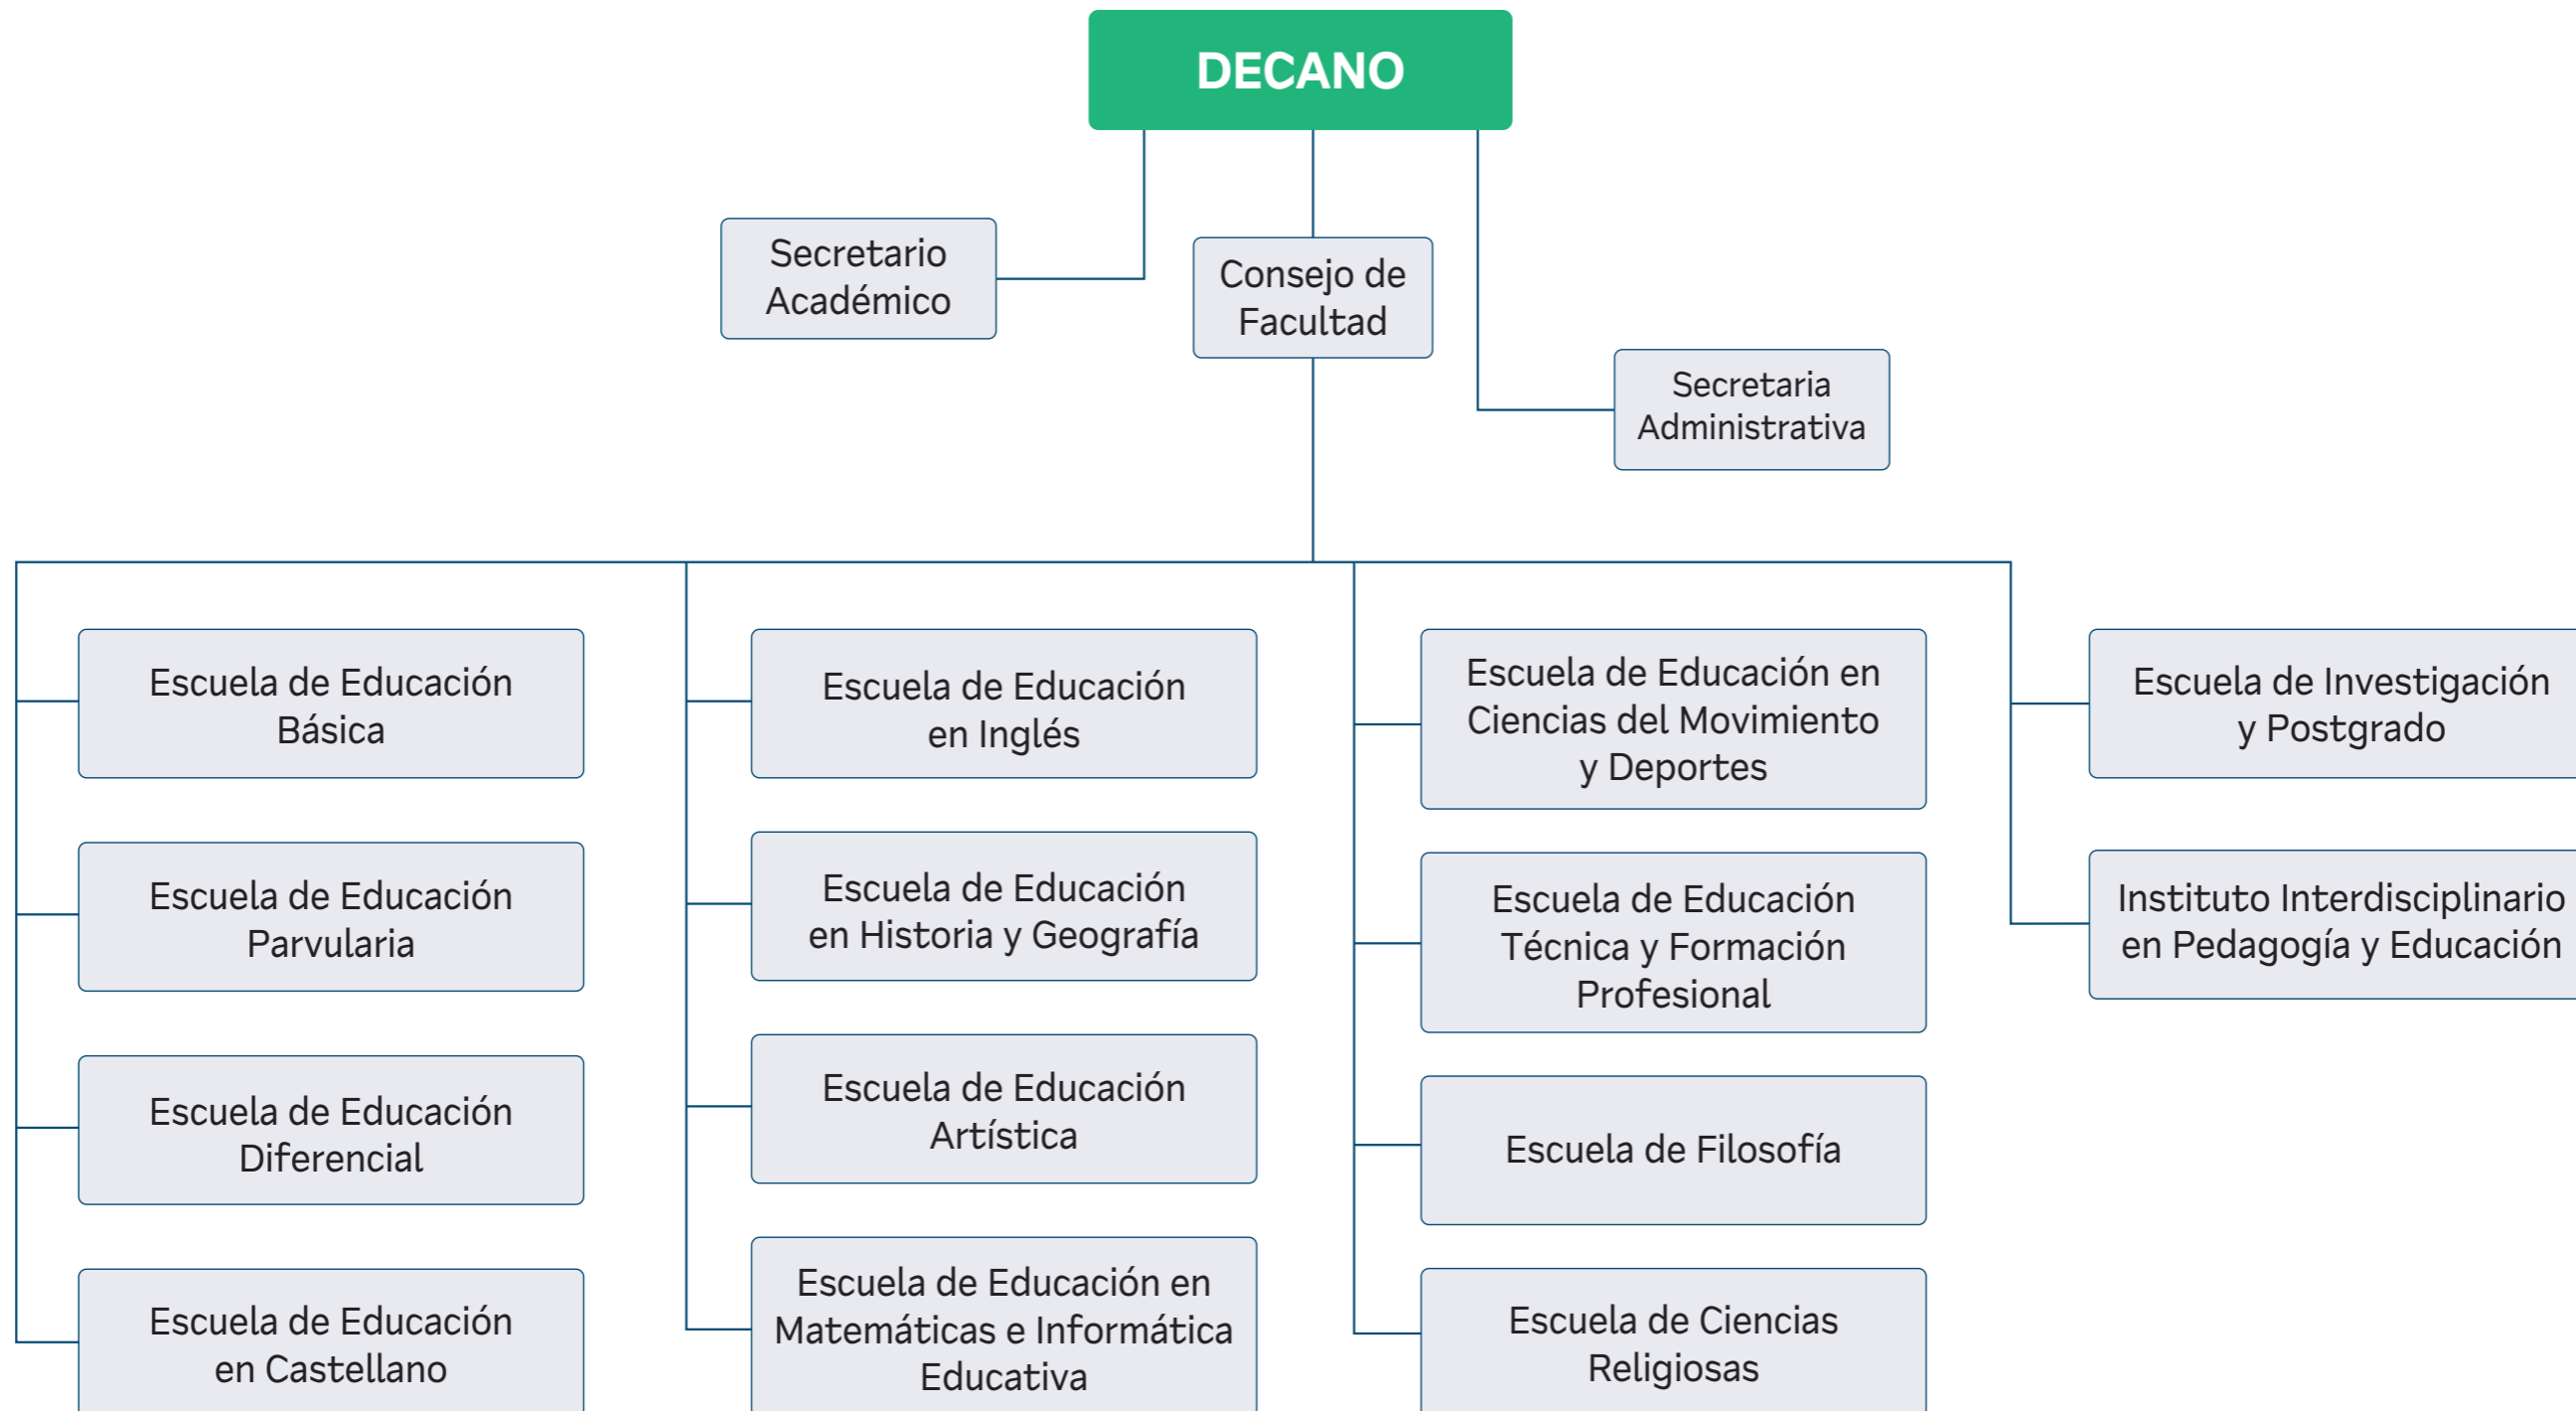 DECANO
Secretario
Académico
Consejo de
Facultad
Secretaria
Administrativa
Escuela de Educación
Básica
Escuela de Educación
Parvularia
Escuela de Educación
Diferencial
Escuela de Educación
en Castellano
Escuela de Educación
en Inglés
Escuela de Educación
en Historia y Geografía
Escuela de Educación
Artística
Escuela de Educación en
Matemáticas e Informática
Educativa
Escuela de Educación en
Ciencias del Movimiento
y Deportes
Escuela de Educación
Técnica y Formación
Profesional
Escuela de Filosofía
Escuela de Ciencias
Religiosas
Escuela de Investigación
y Postgrado
Instituto Interdisciplinario
en Pedagogía y Educación